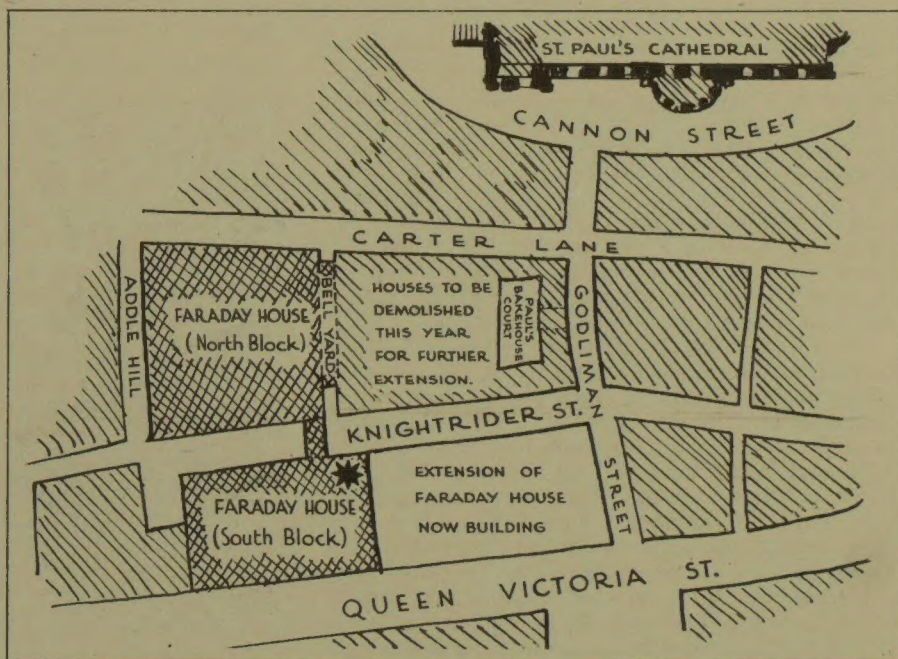 ST. PAUL'S CATHEDRAL
CANNON STREET
CARTER LANE
ADDLE HILL
FARADAY HOUSE
(North Block)
BELL YARD
HOUSES TO BE
DEMOLISHED
THIS YEAR
FOR FURTHER
EXTENSION.
PAUL'S
BAKEHOUSE
COURT
GODLIMAN
STREET
KNIGHTRIDER ST.
FARADAY HOUSE
(South Block)
EXTENSION OF
FARADAY HOUSE
NOW BUILDING
QUEEN VICTORIA ST.